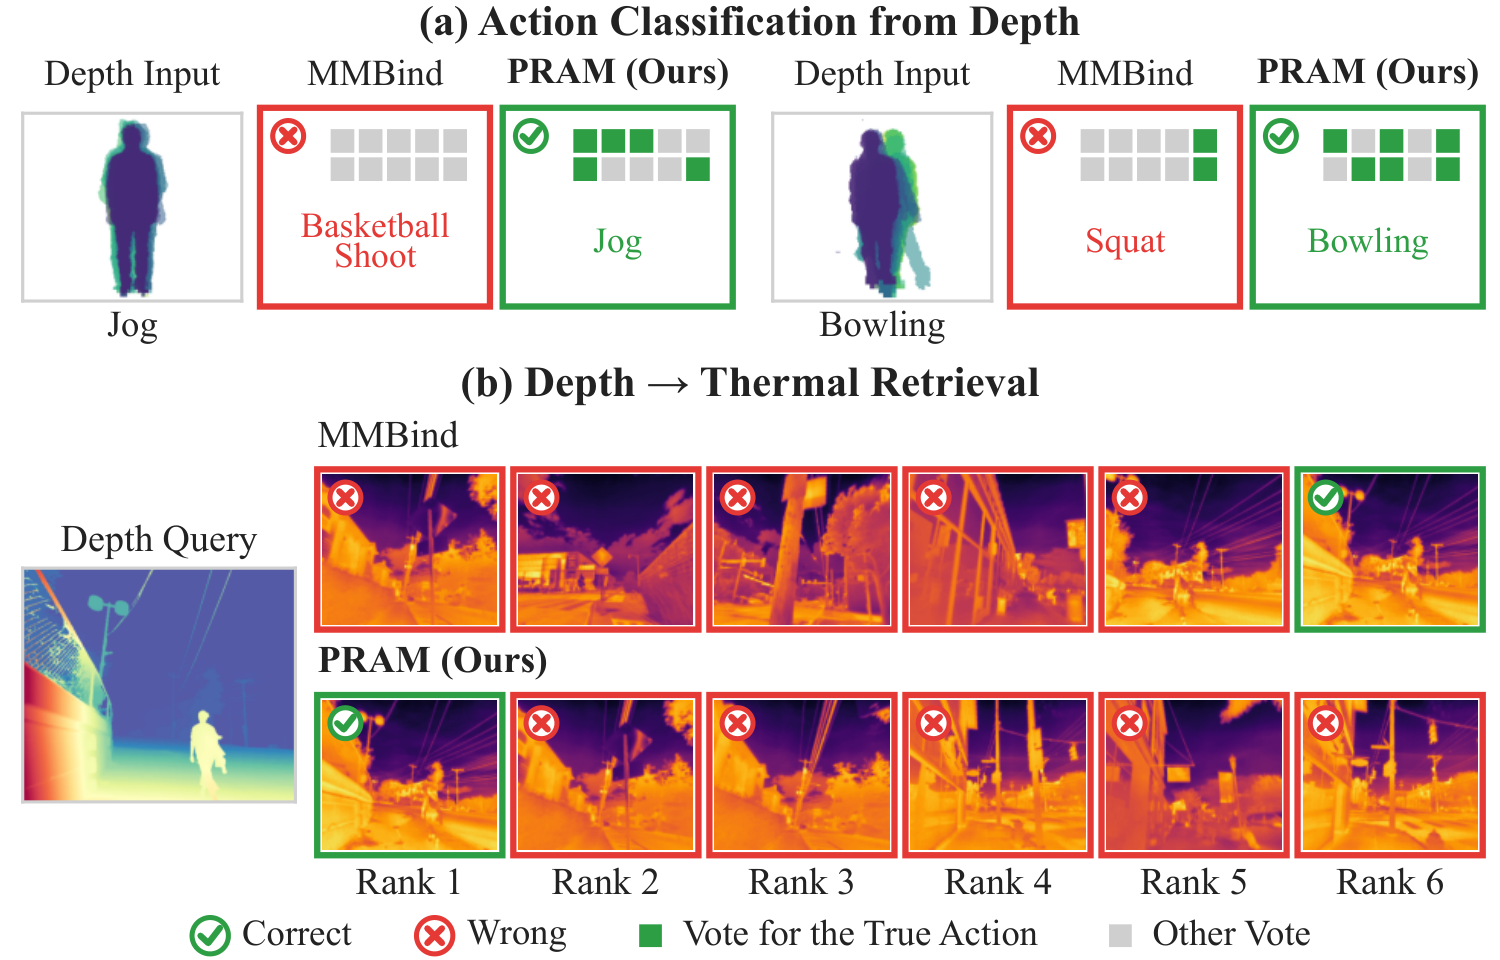 (a) Action Classification from Depth
Depth Input
MMBind
PRAM (Ours)
Depth Input
MMBind
PRAM (Ours)
Basketball
Shoot
Jog
Squat
Bowling
Jog
Bowling
(b) Depth → Thermal Retrieval
MMBind
Depth Query
PRAM (Ours)
Rank 1
Rank 2
Rank 3
Rank 4
Rank 5
Rank 6
Correct
Wrong
Vote for the True Action
Other Vote